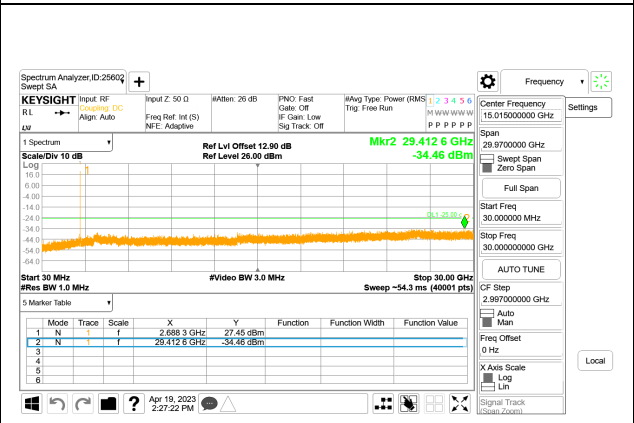 Spectrum Analyzer,ID:25602
Swept SA
Frequency
KEYSIGHT
Input: RF
Coupling: DC
Align: Auto
Input Z: 50 Ω
Freq Ref: Int (S)
NFE: Adaptive
#Atten: 26 dB
PNO: Fast
Gate: Off
IF Gain: Low
Sig Track: Off
#Avg Type: Power (RMS
Trig: Free Run
1 2 3 4 5 6
M W W W W W
P P P P P P
RL
LXI
1 Spectrum
Scale/Div 10 dB
Ref Lvl Offset 12.90 dB
Ref Level 26.00 dBm
Mkr2 29.412 6 GHz
-34.46 dBm
Log
16.0
6.00
-4.00
-14.0
-24.0
-34.0
-44.0
-54.0
-64.0
1
Start 30 MHz
#Res BW 1.0 MHz
#Video BW 3.0 MHz
Stop 30.00 GHz
Sweep ~54.3 ms (40001 pts)
5 Marker Table
Mode Trace Scale X Y Function Function Width Function Value
1 N 1 f 2.688 3 GHz 27.45 dBm
2 N 1 f 29.412 6 GHz -34.46 dBm
3
4
5
6
Apr 19, 2023
2:27:22 PM
Center Frequency
15.015000000 GHz
Settings
Span
29.9700000 GHz
Swept Span
Zero Span
Full Span
Start Freq
30.000000 MHz
Stop Freq
30.000000000 GHz
AUTO TUNE
CF Step
2.997000000 GHz
Auto
Man
Freq Offset
0 Hz
X Axis Scale
Log
Lin
Local
Signal Track
(Span Zoom)